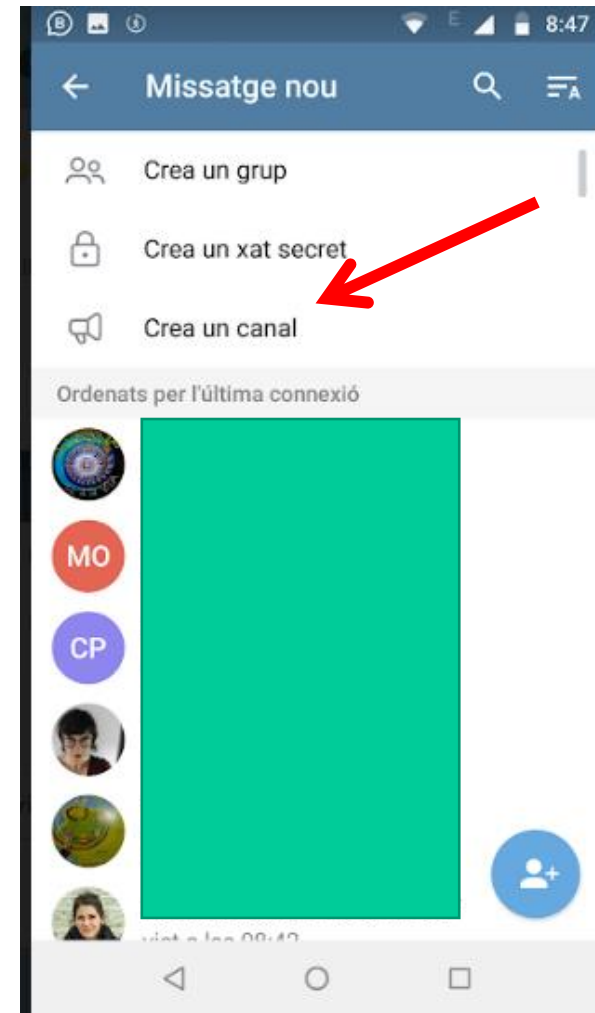 E 8:47
Missatge nou
A
Crea un grup
Crea un xat secret
Crea un canal
Ordenats per l'última connexió
MO
CP